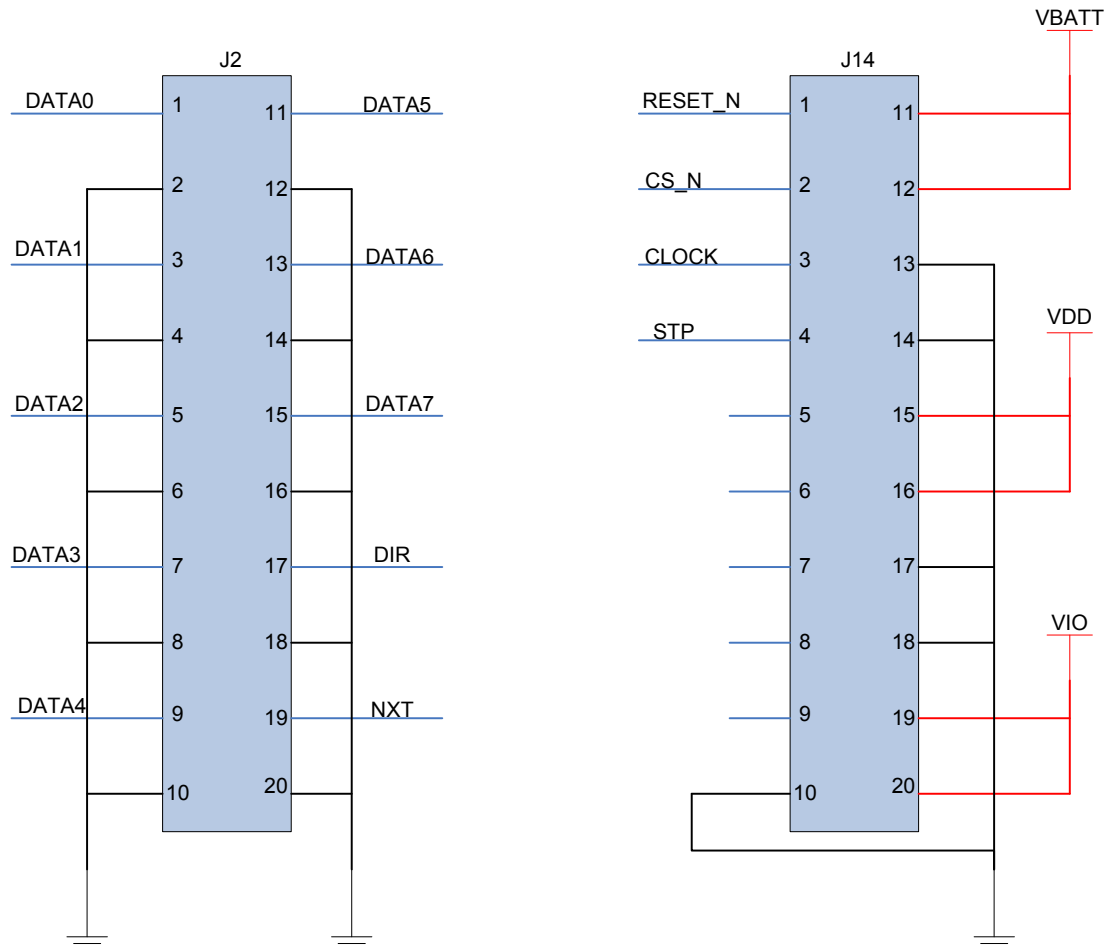 VBATT
J2
J14
DATA0 1 11 DATA5
RESET_N 1 11
2 12
CS_N 2 12
DATA1 3 13 DATA6
CLOCK 3 13
4 14
STP 4 14
VDD
DATA2 5 15 DATA7
5 15
6 16
6 16
DATA3 7 17 DIR
7 17
8 18
8 18
VIO
DATA4 9 19 NXT
9 19
10 20
10 20